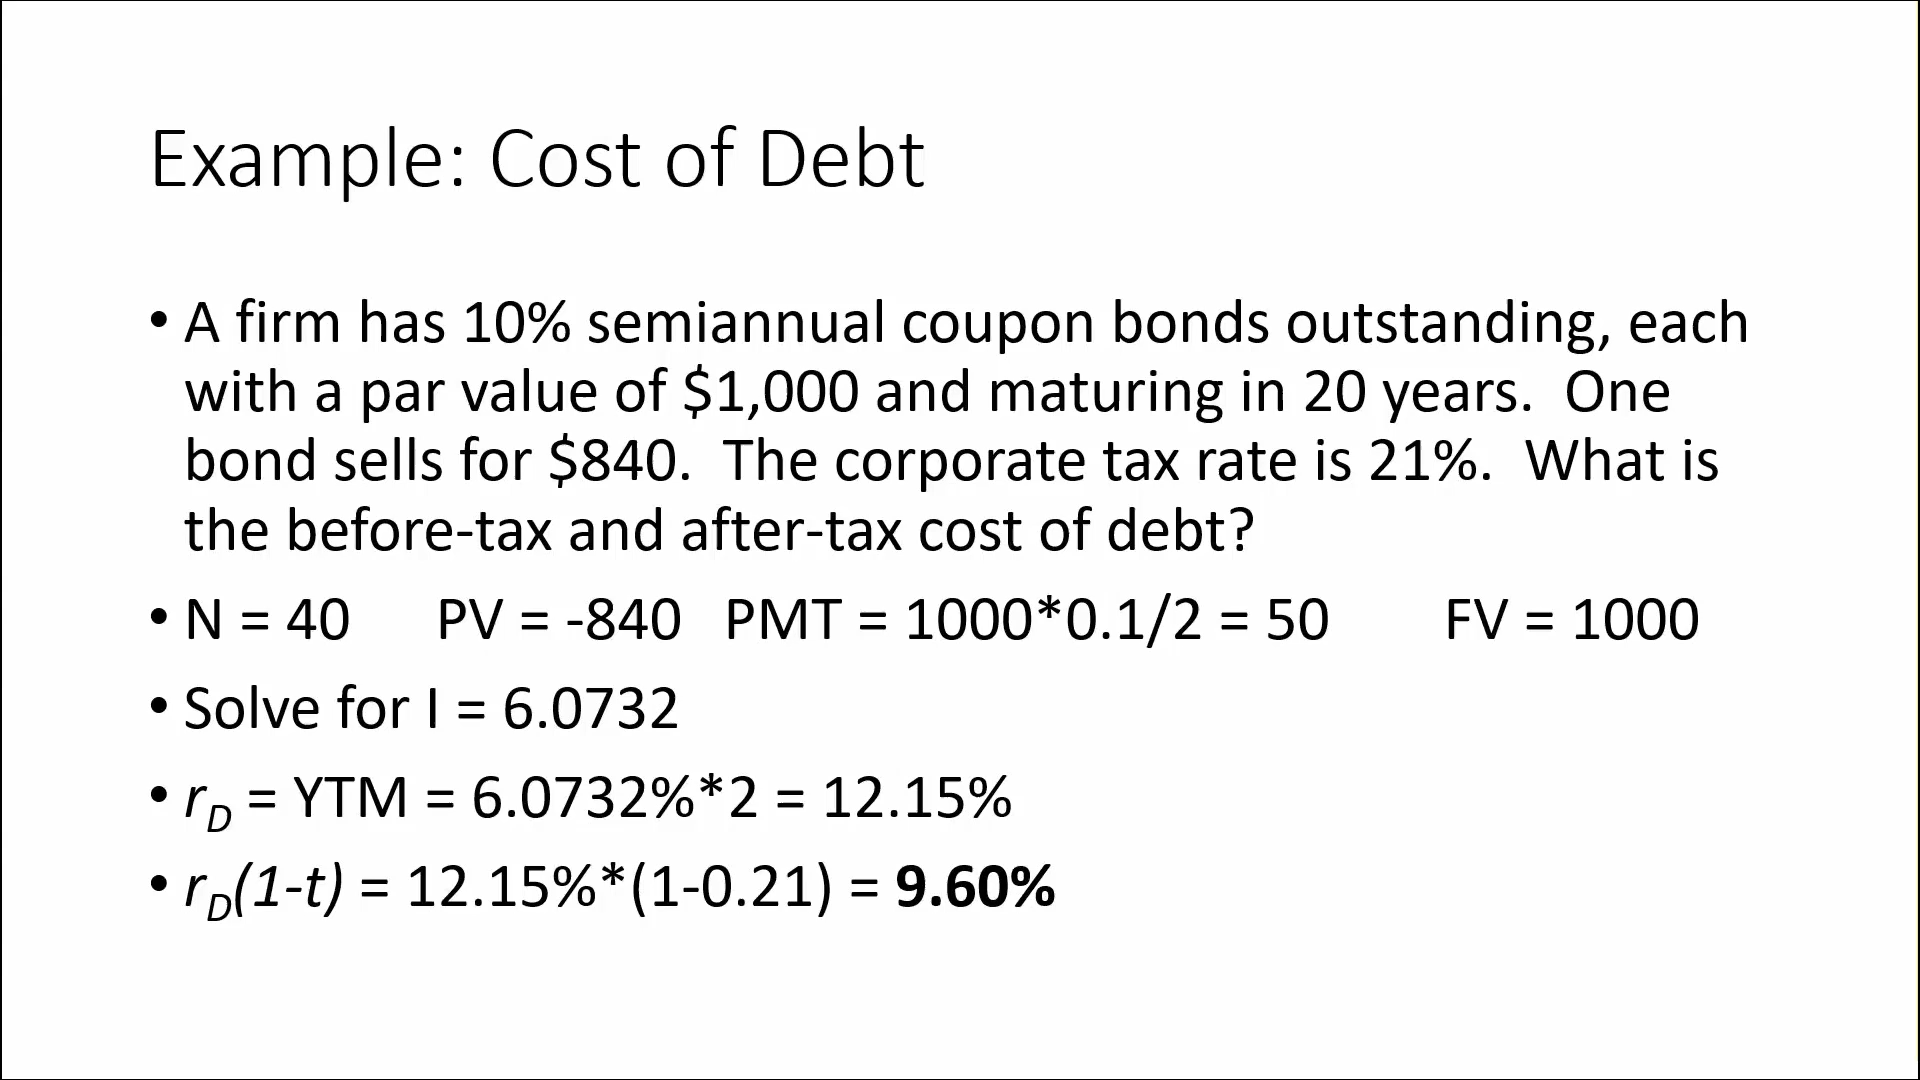 Example: Cost of Debt
• A firm has 10% semiannual coupon bonds outstanding, each
with a par value of $1,000 and maturing in 20 years.  One
bond sells for $840.  The corporate tax rate is 21%.  What is
the before-tax and after-tax cost of debt?
• N = 40 PV = -840 PMT = 1000*0.1/2 = 50 FV = 1000
• Solve for I = 6.0732
• r_D = YTM = 6.0732%*2 = 12.15%
• r_D(1-t) = 12.15%*(1-0.21) = 9.60%